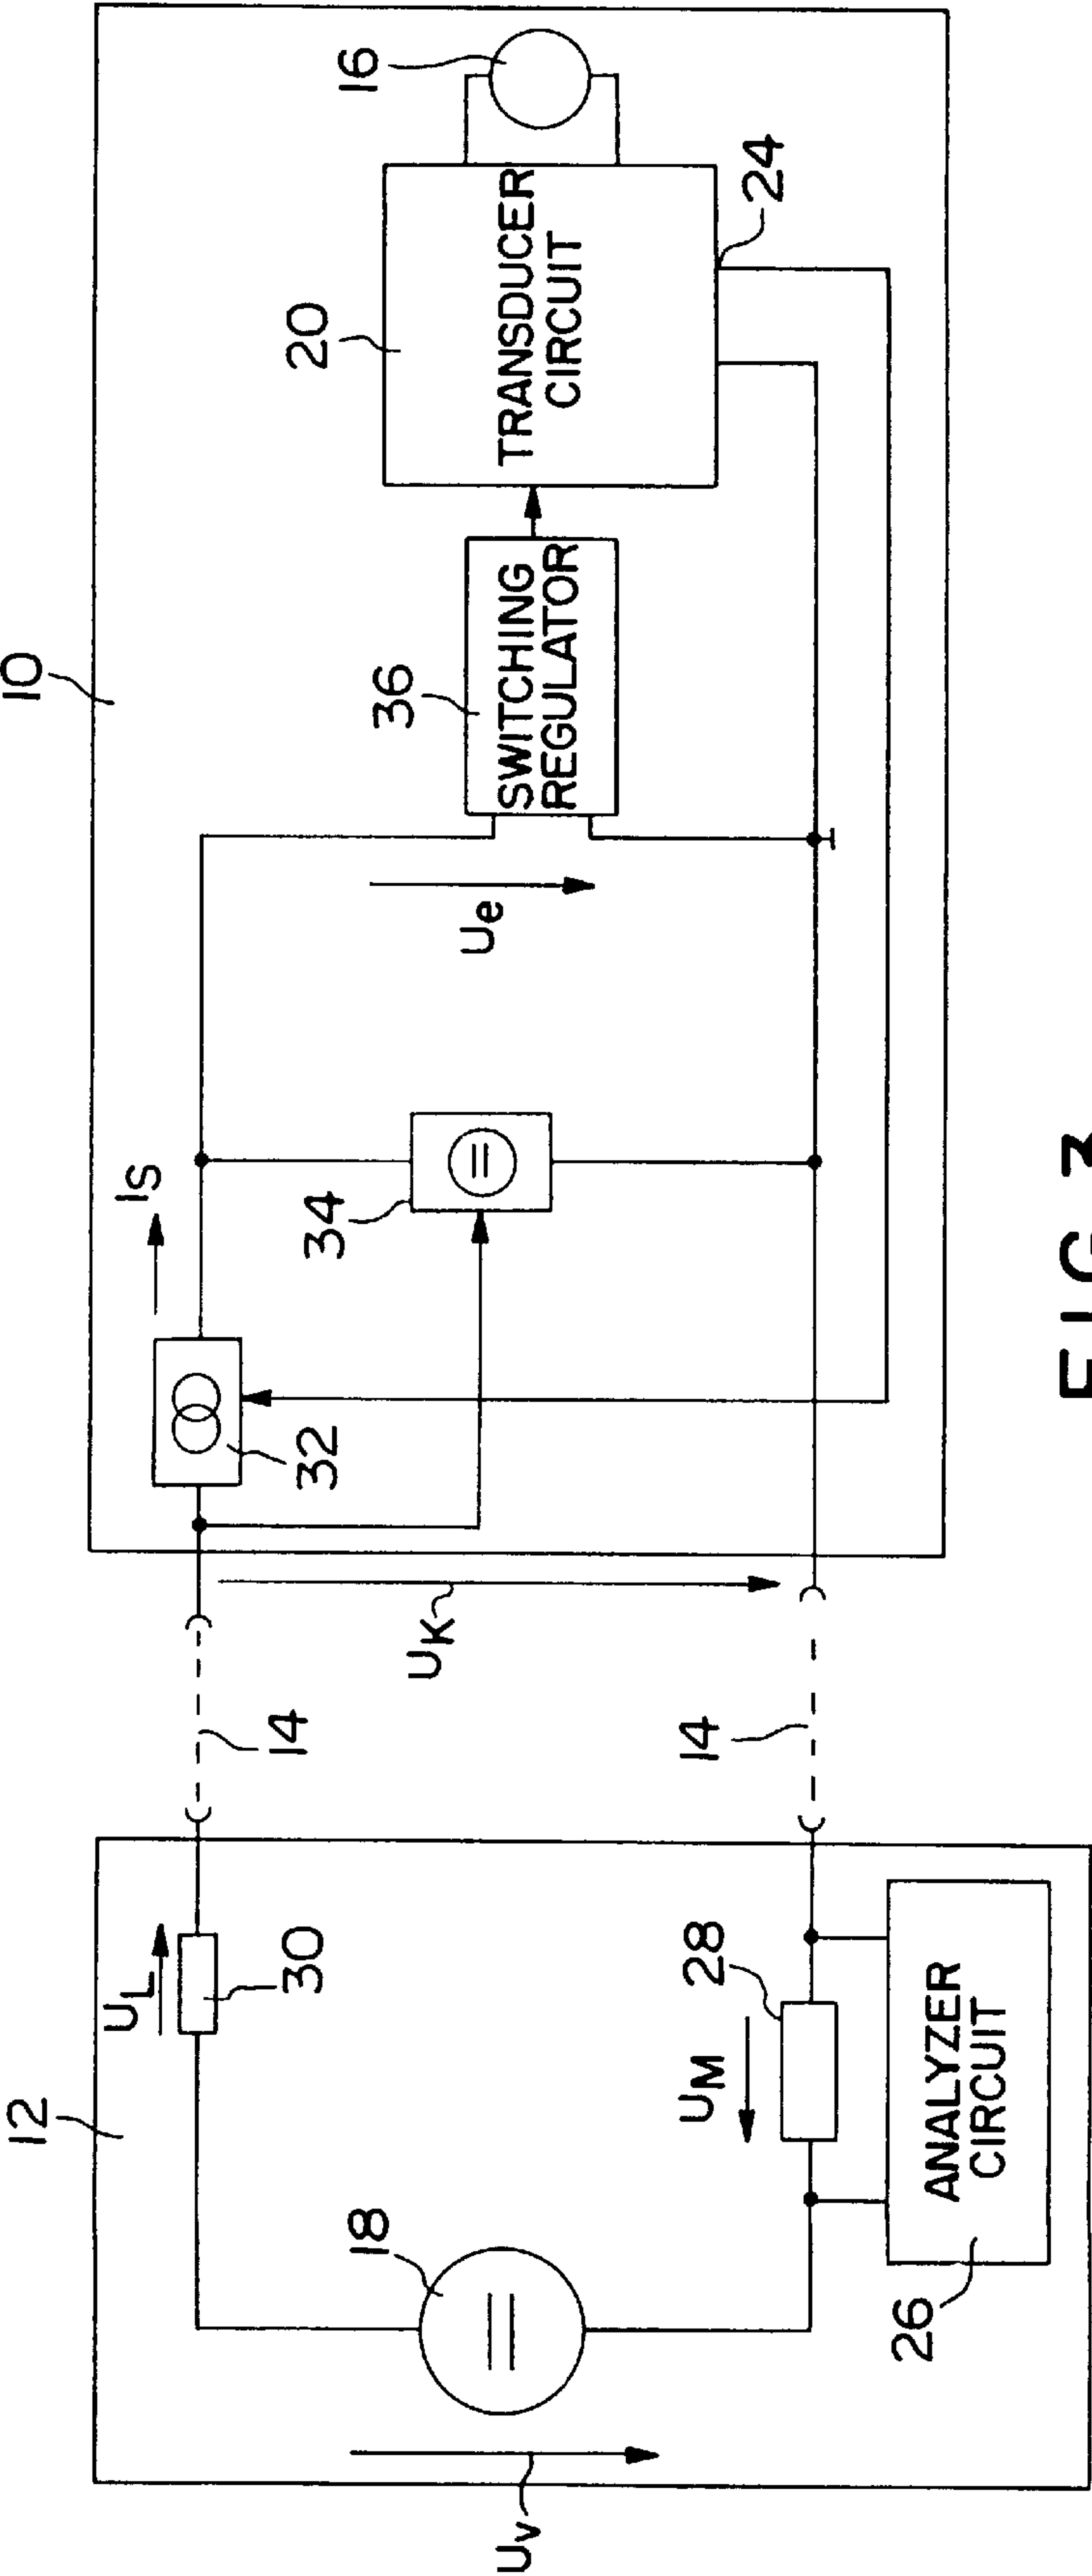 12
10
UL
30
IS
32
14
UK
34
36
20
16
18
Uv
Ue
SWITCHING
REGULATOR
TRANSDUCER
CIRCUIT
UM
28
14
24
26
ANALYZER
CIRCUIT
FIG. 3